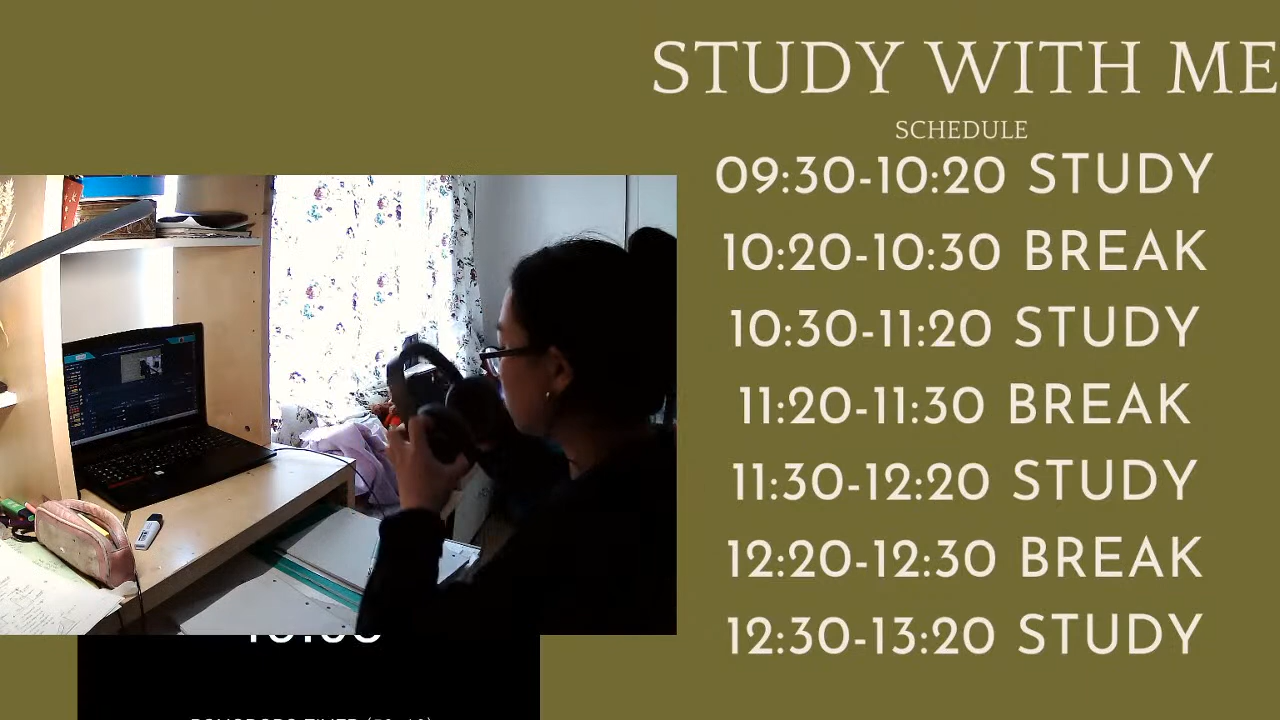 STUDY WITH ME
SCHEDULE
09:30-10:20 STUDY
10:20-10:30 BREAK
10:30-11:20 STUDY
11:20-11:30 BREAK
11:30-12:20 STUDY
12:20-12:30 BREAK
12:30-13:20 STUDY